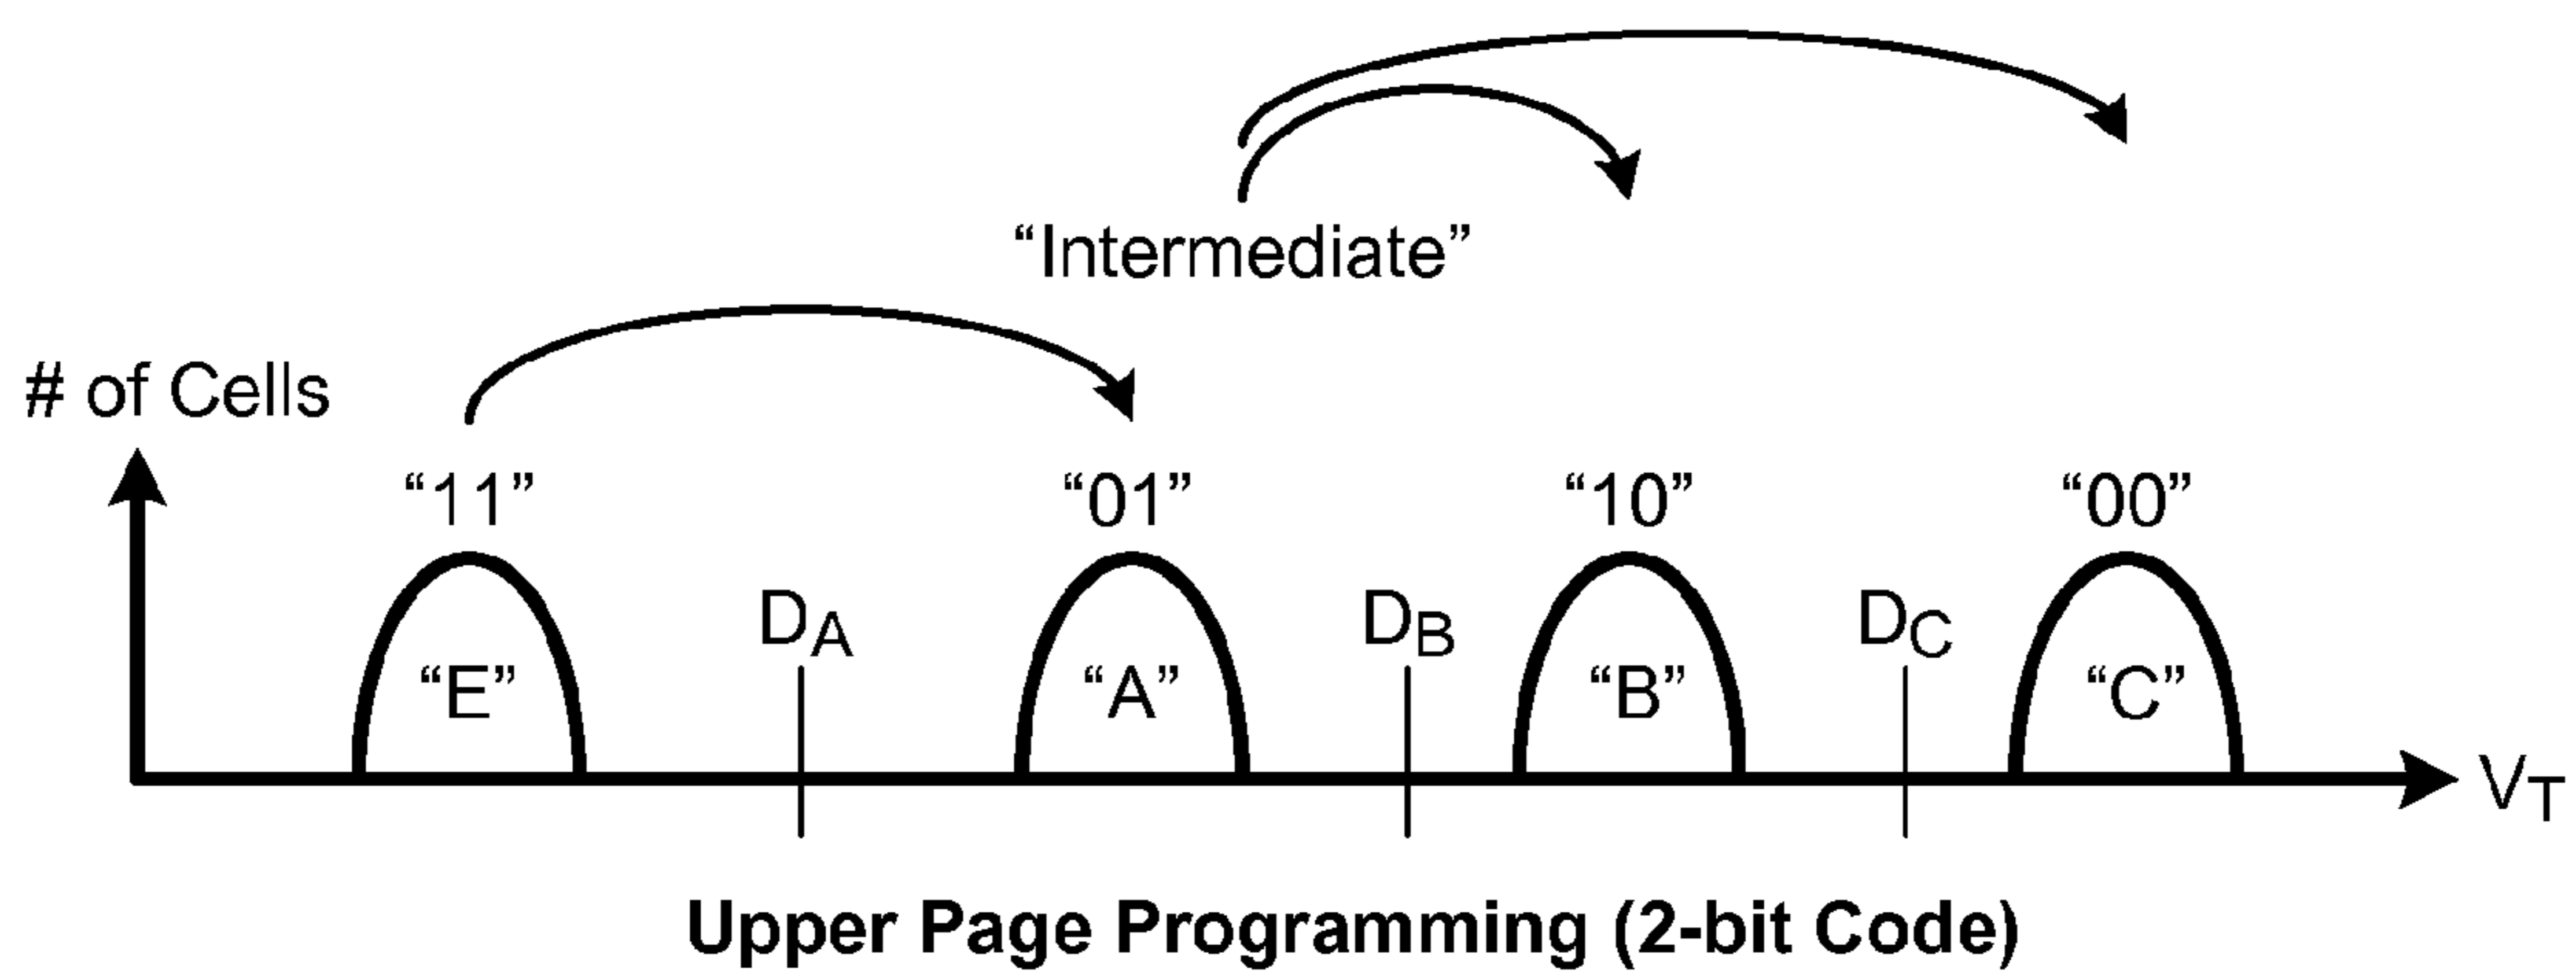 “Intermediate”
# of Cells
“11” “01” “10” “00”
DA DB DC
“E” “A” “B” “C”
VT
Upper Page Programming (2-bit Code)